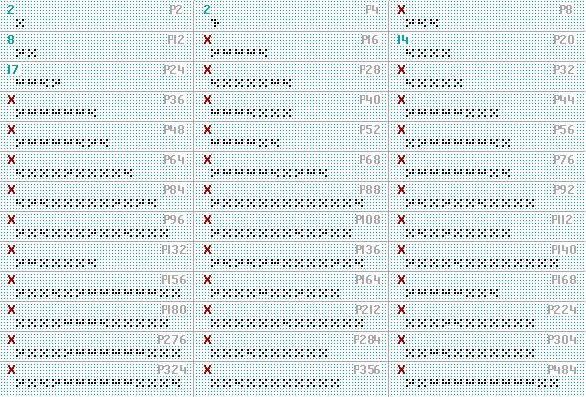 2 P2 2 P4 X P8
8 P12 X P16 14 P20
17 P24 X P28 X P32
X P36 X P40 X P44
X P48 X P52 X P56
X P64 X P68 X P76
X P84 X P88 X P92
X P96 X P108 X P112
X P132 X P136 X P140
X P156 X P164 X P168
X P180 X P212 X P224
X P276 X P284 X P304
X P324 X P356 X P484